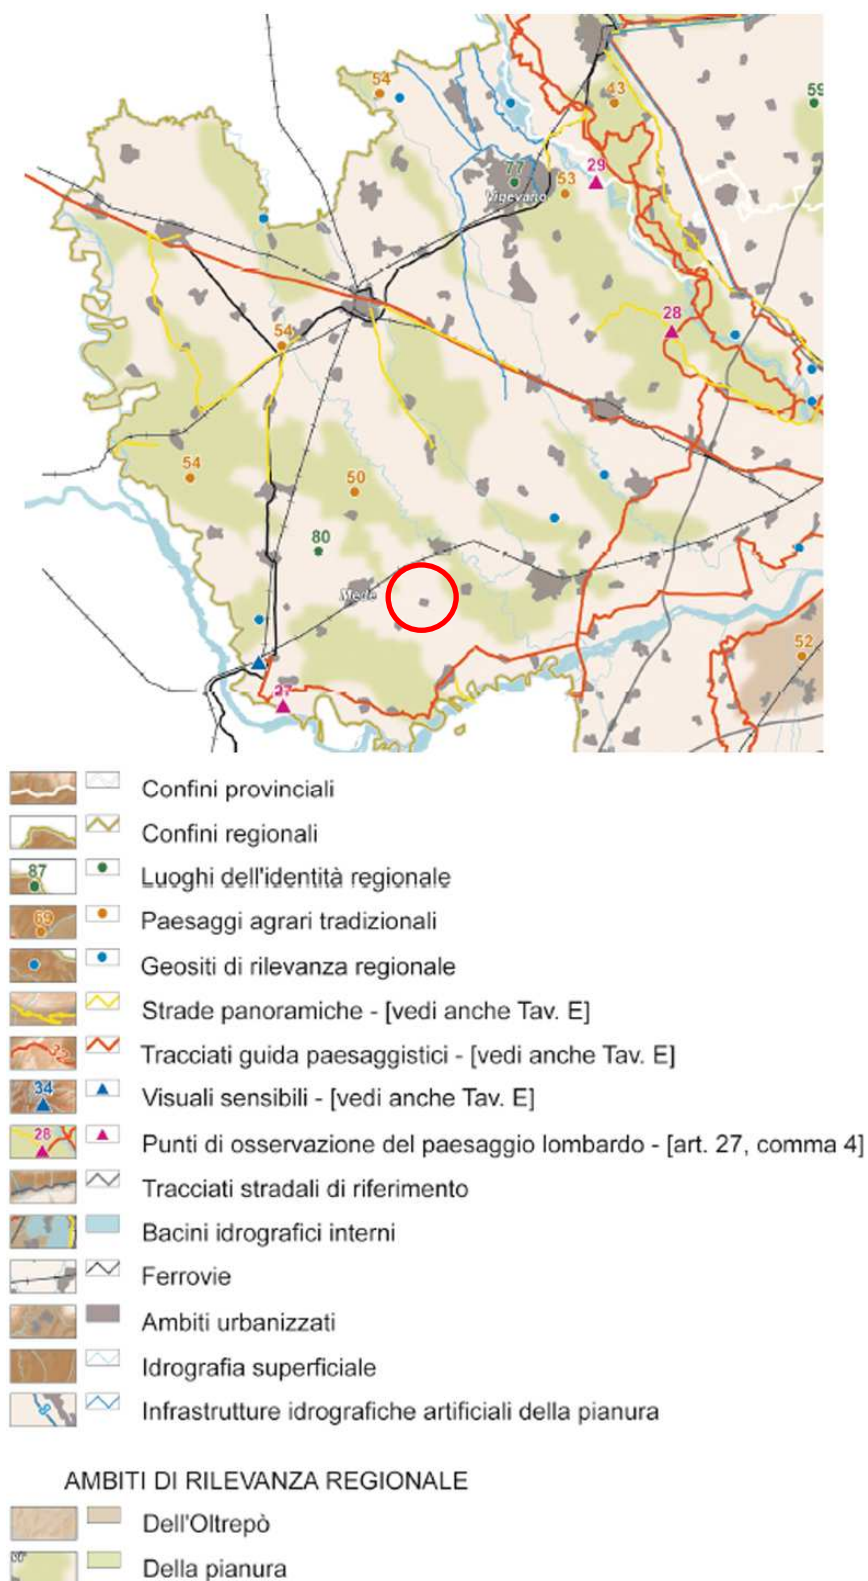 54
59
43
29
77
53
Vigevano
28
54
54
50
80
Mede
52
27
Confini provinciali
Confini regionali
87
Luoghi dell'identità regionale
69
Paesaggi agrari tradizionali
Geositi di rilevanza regionale
Strade panoramiche - [vedi anche Tav. E]
32
Tracciati guida paesaggistici - [vedi anche Tav. E]
34
Visuali sensibili - [vedi anche Tav. E]
28
Punti di osservazione del paesaggio lombardo - [art. 27, comma 4]
Tracciati stradali di riferimento
Bacini idrografici interni
Ferrovie
Ambiti urbanizzati
Idrografia superficiale
Infrastrutture idrografiche artificiali della pianura
AMBITI DI RILEVANZA REGIONALE
Dell'Oltrepò
Della pianura